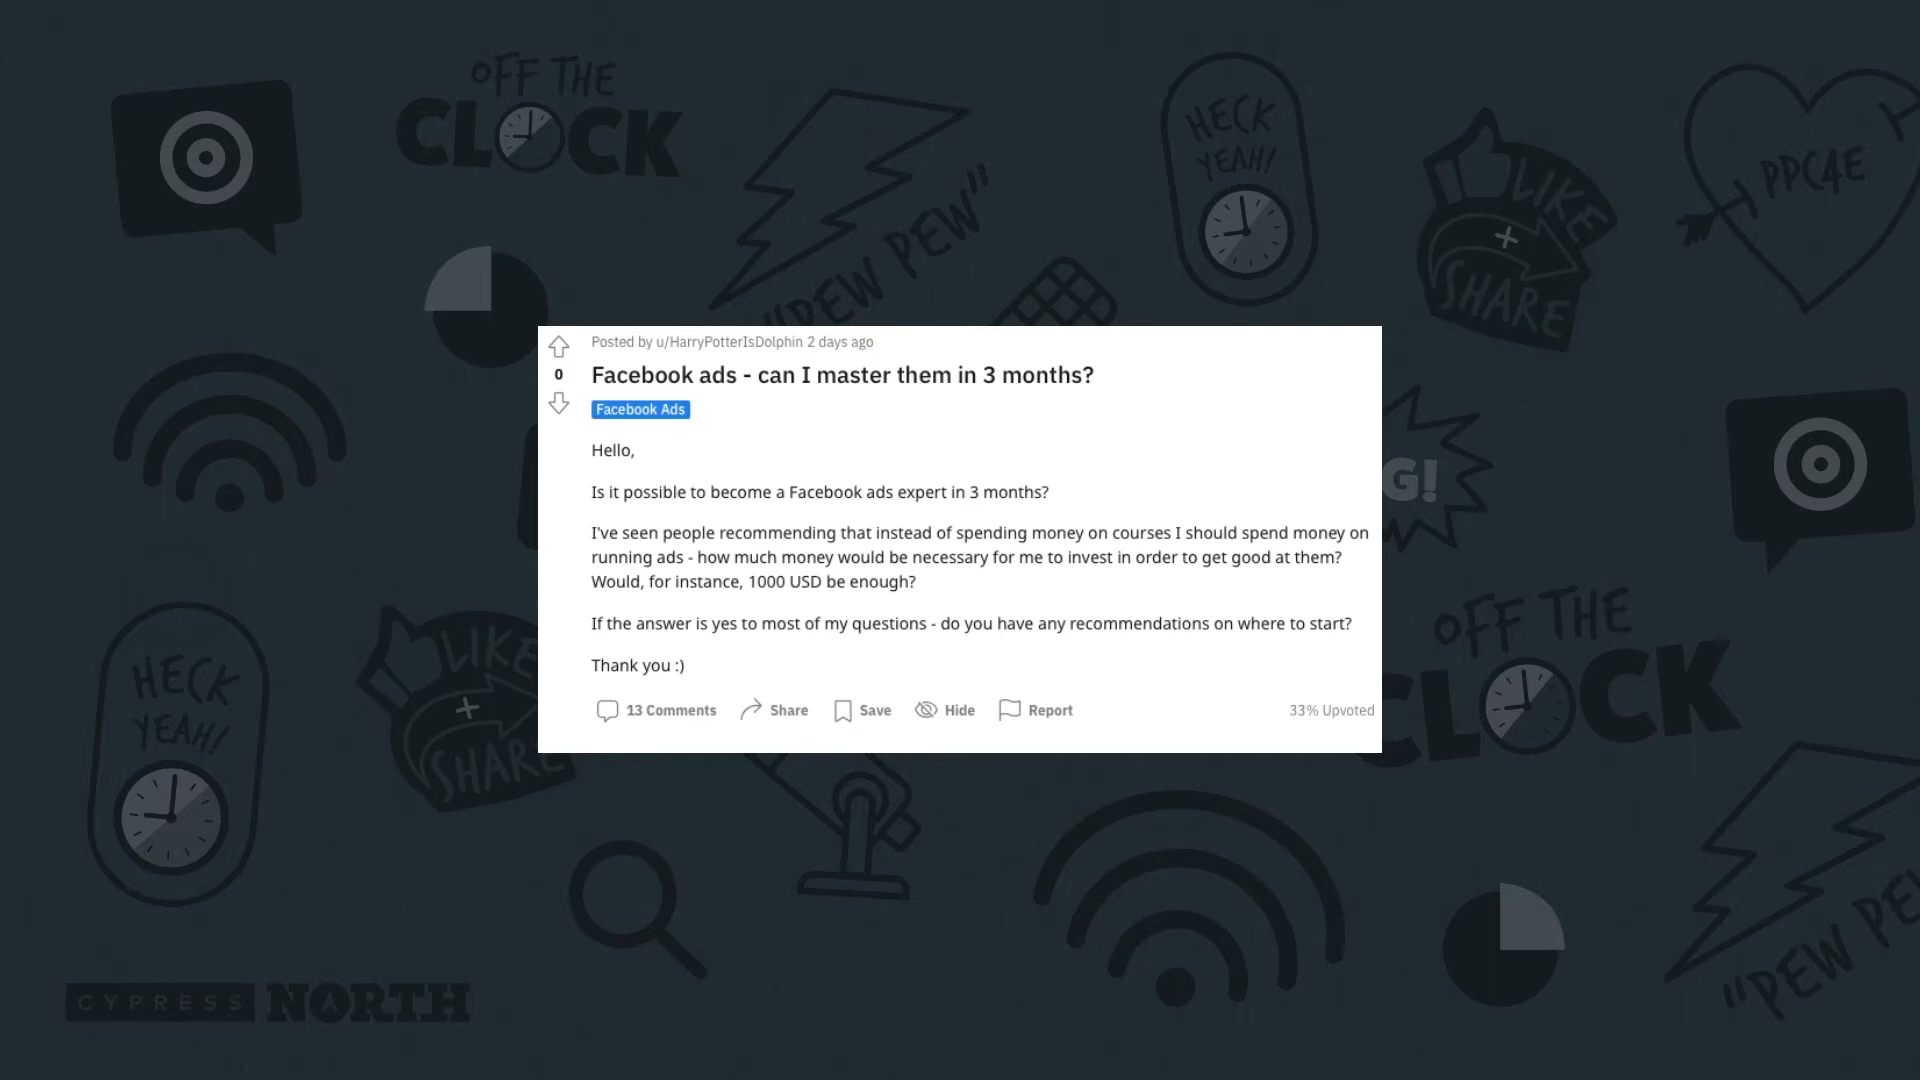 OFF THE
CLOCK
HECK
YEAH!
LIKE
+
SHARE
PPC4E
"PEW PEW"
Posted by u/HarryPotterIsDolphin 2 days ago
0
Facebook ads - can I master them in 3 months?
Facebook Ads
Hello,
Is it possible to become a Facebook ads expert in 3 months?
I've seen people recommending that instead of spending money on courses I should spend money on
running ads - how much money would be necessary for me to invest in order to get good at them?
Would, for instance, 1000 USD be enough?
If the answer is yes to most of my questions - do you have any recommendations on where to start?
Thank you :)
13 Comments
Share
Save
Hide
Report
33% Upvoted
G!
HECK
YEAH!
LIKE
+
SHARE
OFF THE
CLOCK
"PEW PE
CYPRESS NORTH